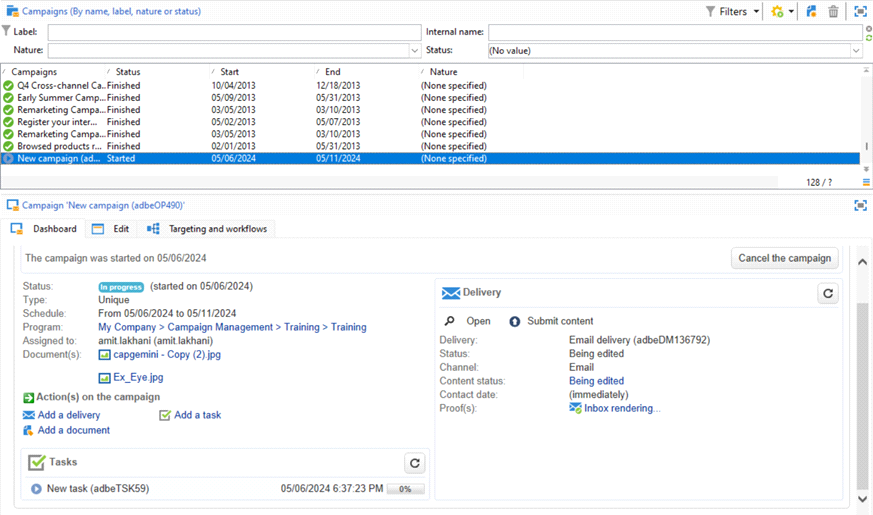 Campaigns (By name, label, nature or status) Filters
Label: Internal name:
Nature: Status: (No value)
Campaigns Status Start End Nature
Q4 Cross-channel Ca... Finished 10/04/2013 12/18/2013 (None specified)
Early Summer Camp... Finished 05/09/2013 05/31/2013 (None specified)
Remarketing Campa... Finished 03/05/2013 03/10/2013 (None specified)
Register your inter... Finished 05/02/2013 05/07/2013 (None specified)
Remarketing Campa... Finished 03/05/2013 03/10/2013 (None specified)
Browsed products r... Finished 02/01/2013 05/31/2013 (None specified)
New campaign (ad... Started 05/06/2024 05/11/2024 (None specified)
128 / ?
Campaign 'New campaign (adbeOP490)'
Dashboard Edit Targeting and workflows
The campaign was started on 05/06/2024 Cancel the campaign
Status: In progress (started on 05/06/2024)
Type: Unique
Schedule: From 05/06/2024 to 05/11/2024
Program: My Company > Campaign Management > Training > Training
Assigned to: amit.lakhani (amit.lakhani)
Document(s): capgemini - Copy (2).jpg
Ex_Eye.jpg
Action(s) on the campaign
Add a delivery Add a task
Add a document
Tasks
New task (adbeTSK59) 05/06/2024 6:37:23 PM 0%
Delivery
Open Submit content
Delivery: Email delivery (adbeDM136792)
Status: Being edited
Channel: Email
Content status: Being edited
Contact date: (immediately)
Proof(s): Inbox rendering...